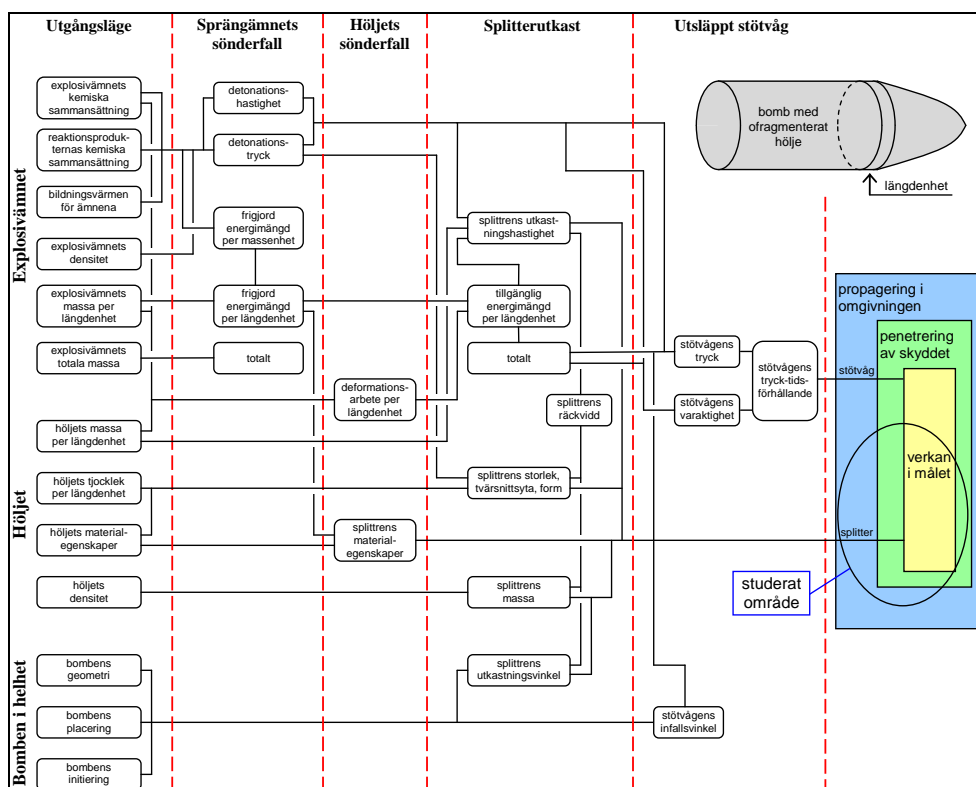 Utgångsläge
Sprängämnets
sönderfall
Höljets
sönderfall
Splitterutkast
Utsläppt stötvåg
Explosivämnet
explosivämnets
kemiska
sammansättning
reaktionsproduk-
ternas kemiska
sammansättning
bildningsvärmen
för ämnena
explosivämnets
densitet
explosivämnets
massa per
längdenhet
explosivämnets
totala massa
Höljet
höljets massa
per längdenhet
höljets tjocklek
per längdenhet
höljets material-
egenskaper
höljets
densitet
Bomben i helhet
bombens
geometri
bombens
placering
bombens
initiering
detonations-
hastighet
detonations-
tryck
frigjord
energimängd
per massenhet
frigjord
energimängd
per längdenhet
totalt
deformations-
arbete per
längdenhet
splittrens
material-
egenskaper
splittrens utkast-
ningshastighet
tillgänglig
energimängd
per längdenhet
totalt
splittrens
räckvidd
splittrens storlek,
tvärsnittsyta, form
splittrens
massa
splittrens
utkastningsvinkel
stötvågens
tryck
stötvågens
varaktighet
stötvågens
tryck-tids-
förhållande
stötvågens
infallsvinkel
bomb med
ofragmenterat
hölje
längdenhet
propagering i
omgivningen
penetrering
av skyddet
stötvåg
verkan
i målet
splitter
studerat
område